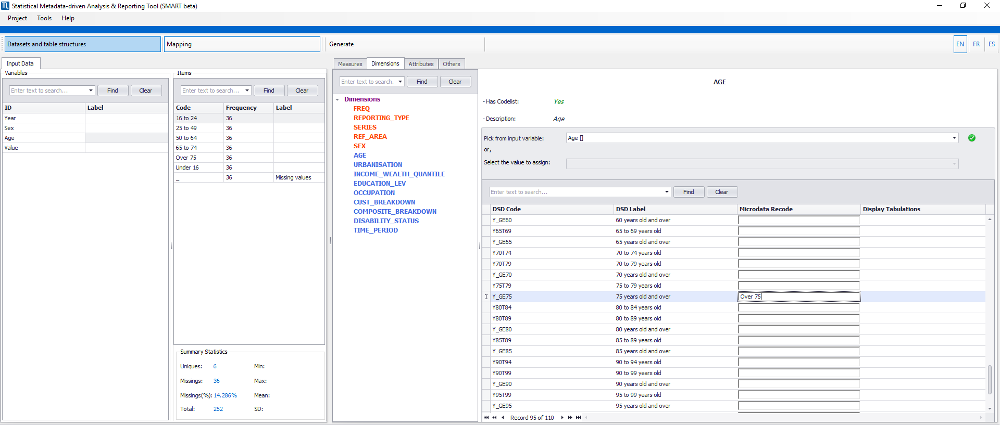 Statistical Metadata-driven Analysis & Reporting Tool (SMART beta)
Project Tools Help
Datasets and table structures Mapping Generate EN FR ES
Input Data
Variables
Enter text to search... Find Clear
ID Label
Year
Sex
Age
Value
Items
Enter text to search... Find Clear
Code Frequency Label
16 to 24 36
25 to 49 36
50 to 64 36
65 to 74 36
Over 75 36
Under 16 36
_ 36 Missing values
Summary Statistics
Uniques: 6 Min:
Missings: 36 Max:
Missings(%): 14.286% Mean:
Total: 252 SD:
Measures Dimensions Attributes Others
Enter text to search. Find Clear
Dimensions
FREQ
REPORTING_TYPE
SERIES
REF_AREA
SEX
AGE
URBANISATION
INCOME_WEALTH_QUANTILE
EDUCATION_LEV
OCCUPATION
CUST_BREAKDOWN
COMPOSITE_BREAKDOWN
DISABILITY_STATUS
TIME_PERIOD
AGE
- Has Codelist: Yes
- Description: Age
Pick from input variable: Age []
or,
Select the value to assign:
Enter text to search... Find Clear
DSD Code DSD Label Microdata Recode Display Tabulations
Y_GE60 60 years old and over
Y65T69 65 to 69 years old
Y_GE65 65 years old and over
Y70T74 70 to 74 years old
Y70T79 70 to 79 years old
Y_GE70 70 years old and over
Y75T79 75 to 79 years old
Y_GE75 75 years old and over Over 75
Y80T84 80 to 84 years old
Y80T89 80 to 89 years old
Y_GE80 80 years old and over
Y85T89 85 to 89 years old
Y_GE85 85 years old and over
Y90T94 90 to 94 years old
Y90T99 90 to 99 years old
Y_GE90 90 years old and over
Y95T99 95 to 99 years old
Y_GE95 95 years old and over
Record 95 of 110